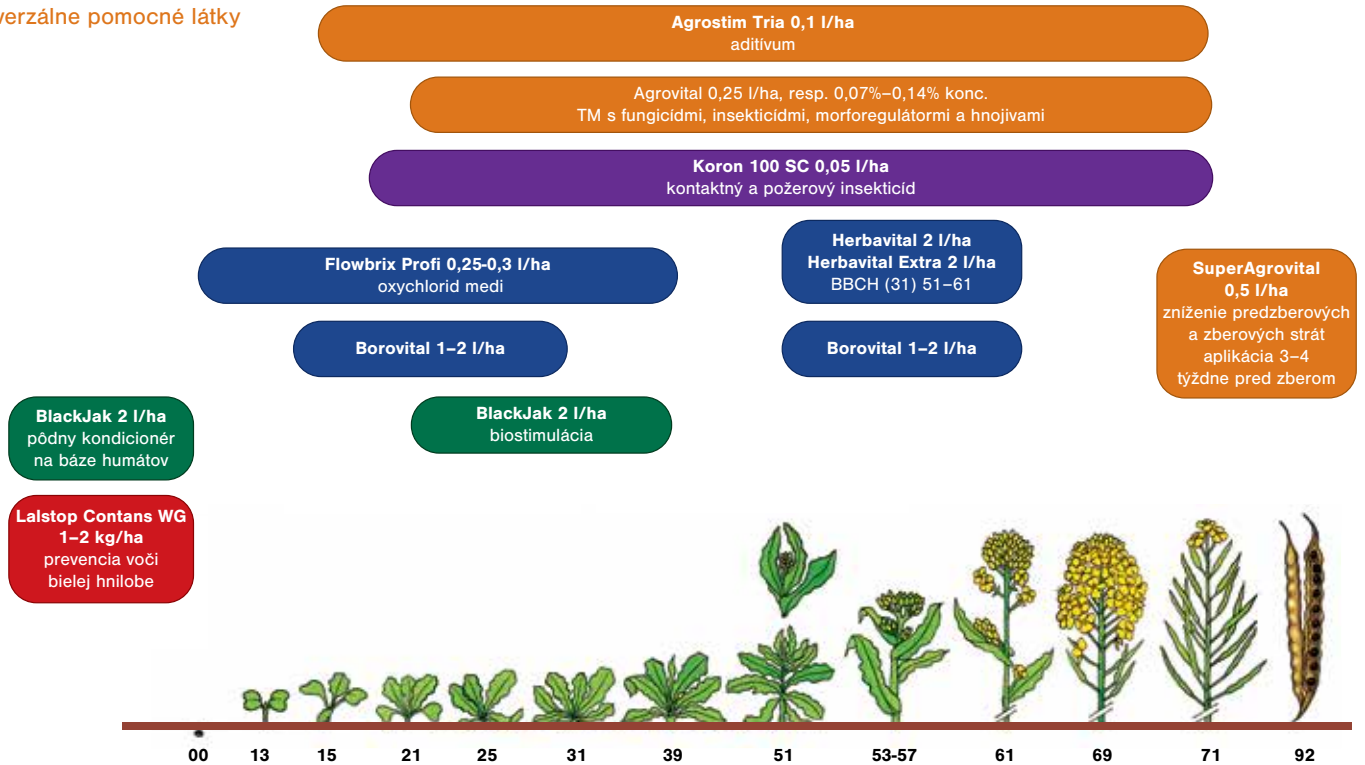 verzálne pomocné látky
Agrostim Tria 0,1 l/ha
aditívum
Agrovital 0,25 l/ha, resp. 0,07%–0,14% konc.
TM s fungicídmi, insekticídmi, morforegulátormi a hnojivami
Koron 100 SC 0,05 l/ha
kontaktný a požerový insekticíd
Flowbrix Profi 0,25-0,3 l/ha
oxychlorid medi
Herbavital 2 l/ha
Herbavital Extra 2 l/ha
BBCH (31) 51–61
SuperAgrovital
0,5 l/ha
zníženie predzberových
a zberových strát
aplikácia 3–4
týždne pred zberom
Borovital 1–2 l/ha
Borovital 1–2 l/ha
BlackJak 2 l/ha
pôdny kondicionér
na báze humátov
BlackJak 2 l/ha
biostimulácia
Lalstop Contans WG
1–2 kg/ha
prevencia voči
bielej hnilobe
00 13 15 21 25 31 39 51 53-57 61 69 71 92